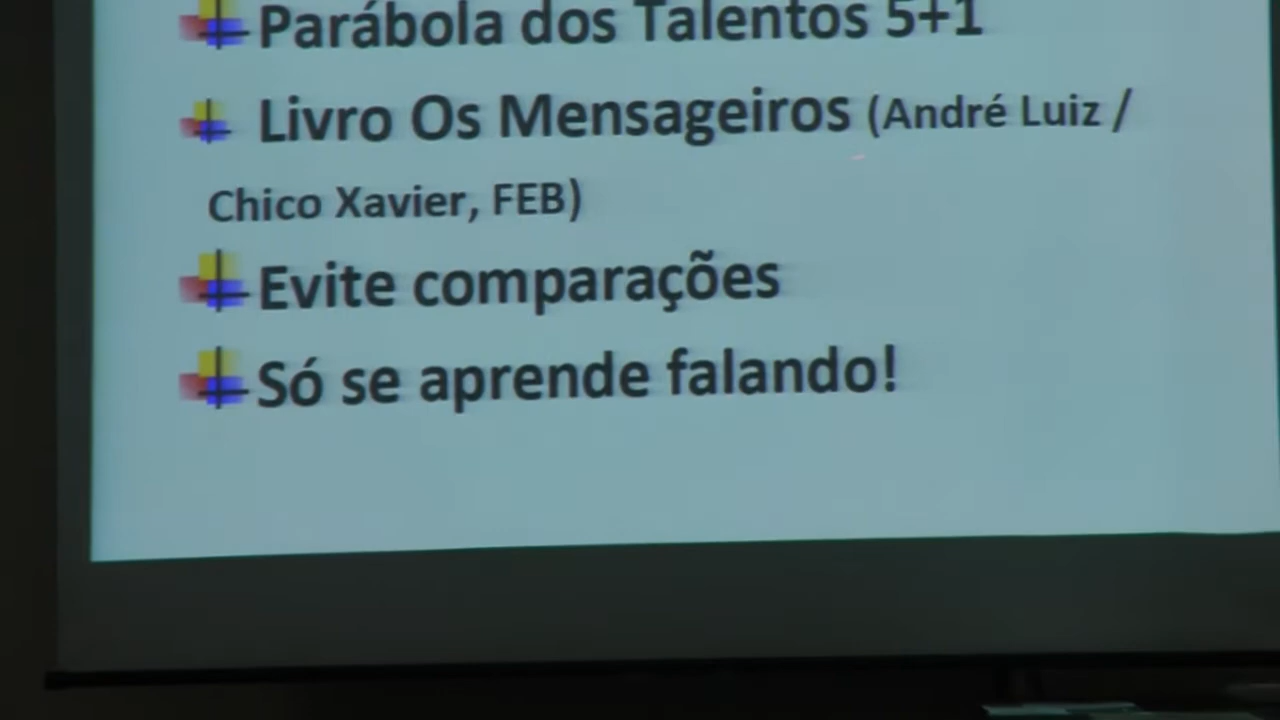 Parábola dos Talentos 5+1
Livro Os Mensageiros (André Luiz /
Chico Xavier, FEB)
Evite comparações
Só se aprende falando!